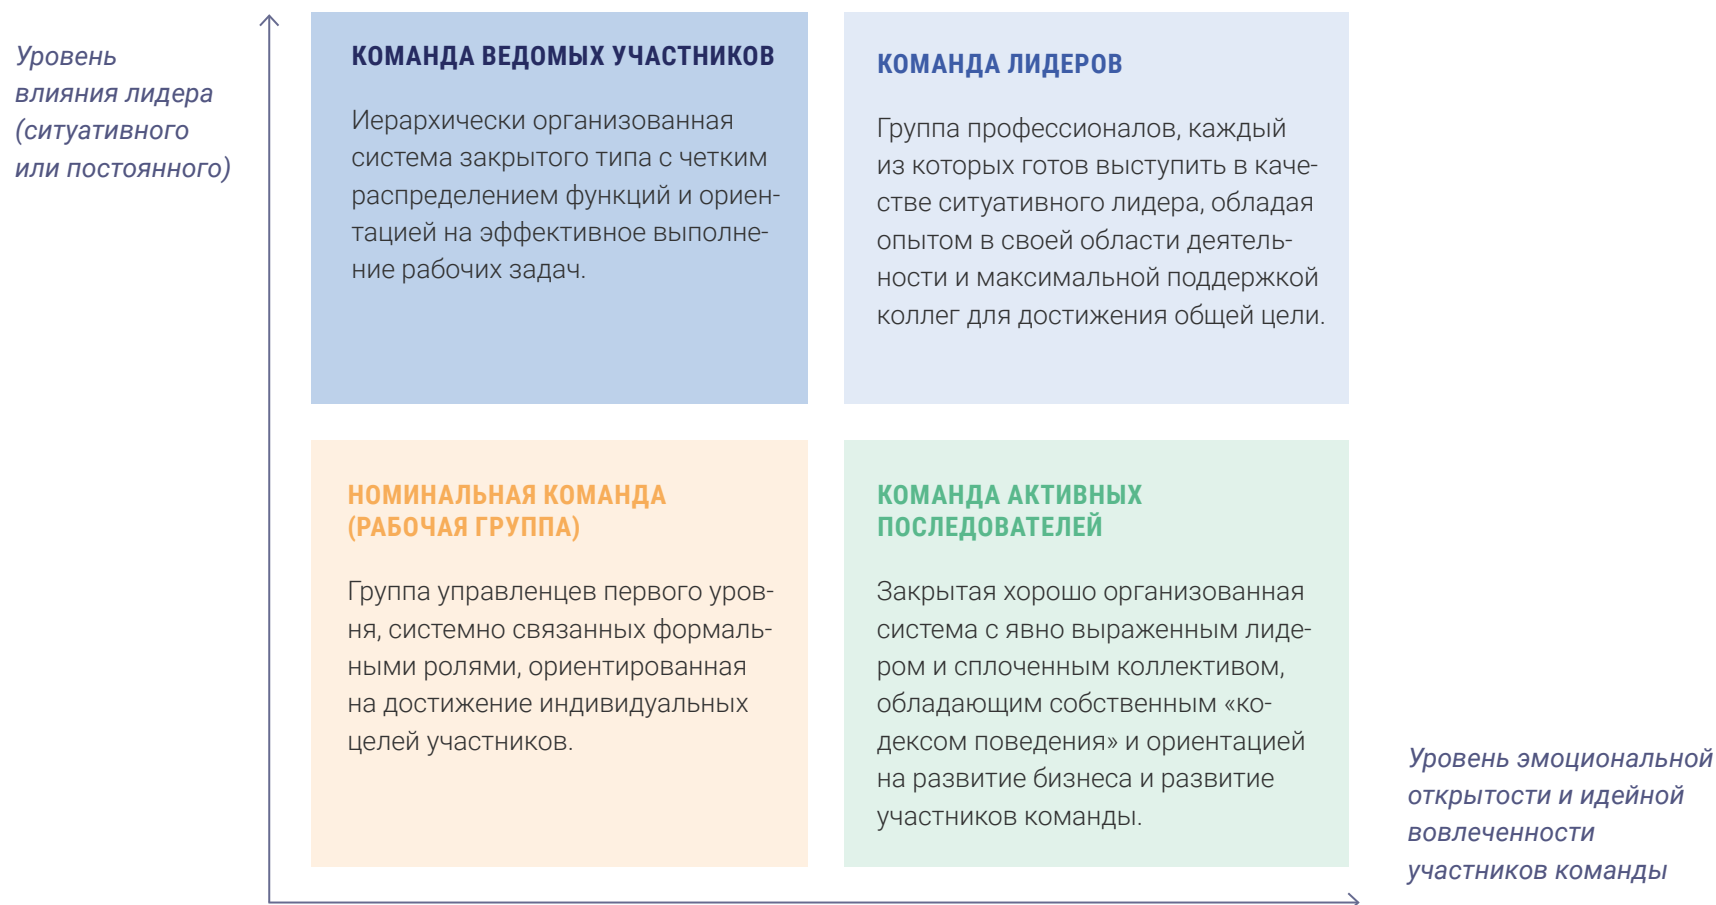 Уровень
влияния лидера
(ситуативного
или постоянного)
КОМАНДА ВЕДОМЫХ УЧАСТНИКОВ
Иерархически организованная
система закрытого типа с четким
распределением функций и ориен-
тацией на эффективное выполне-
ние рабочих задач.
КОМАНДА ЛИДЕРОВ
Группа профессионалов, каждый
из которых готов выступить в каче-
стве ситуативного лидера, обладая
опытом в своей области деятель-
ности и максимальной поддержкой
коллег для достижения общей цели.
НОМИНАЛЬНАЯ КОМАНДА
(РАБОЧАЯ ГРУППА)
Группа управленцев первого уров-
ня, системно связанных формаль-
ными ролями, ориентированная
на достижение индивидуальных
целей участников.
КОМАНДА АКТИВНЫХ
ПОСЛЕДОВАТЕЛЕЙ
Закрытая хорошо организованная
система с явно выраженным лиде-
ром и сплоченным коллективом,
обладающим собственным «ко-
дексом поведения» и ориентацией
на развитие бизнеса и развитие
участников команды.
Уровень эмоциональной
открытости и идейной
вовлеченности
участников команды